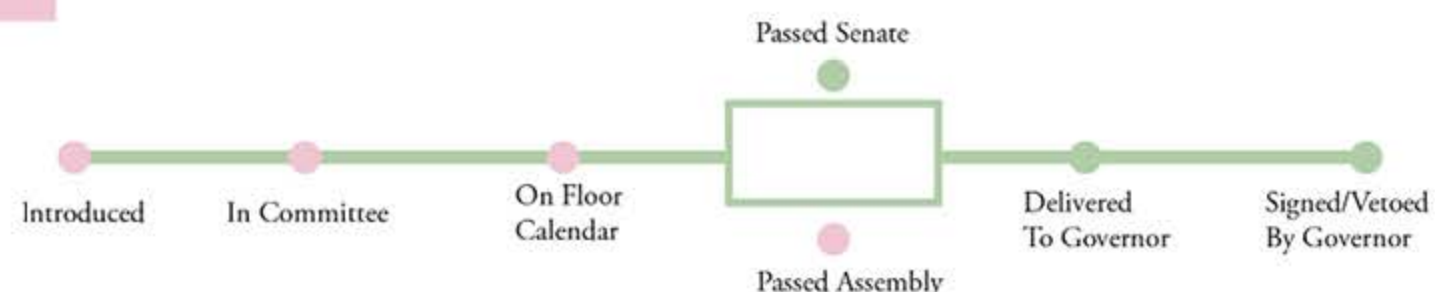 Passed Senate
Introduced
In Committee
On Floor
Calendar
Passed Assembly
Delivered
To Governor
Signed/Vetoed
By Governor